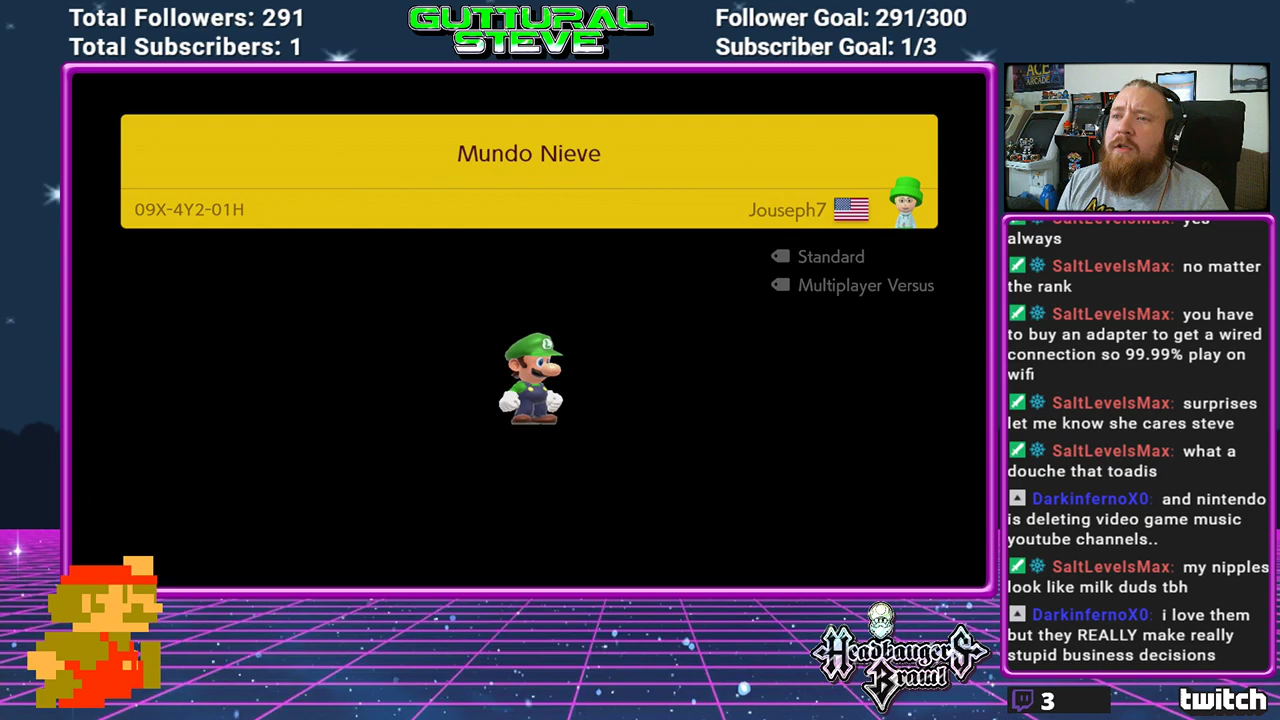 Total Followers: 291
Total Subscribers: 1
GUTTURAL
STEVE
Follower Goal: 291/300
Subscriber Goal: 1/3
ACE
ARCADE
Mundo Nieve
09X-4Y2-01H
Jouseph7
Standard
Multiplayer Versus
L
SaltLevelsMax: yes
always
SaltLevelsMax: no matter
the rank
SaltLevelsMax: you have
to buy an adapter to get a wired
connection so 99.99% play on
wifi
SaltLevelsMax: surprises
let me know she cares steve
SaltLevelsMax: what a
douche that toadis
DarkinfernoX0: and nintendo
is deleting video game music
youtube channels..
SaltLevelsMax: my nipples
look like milk duds tbh
DarkinfernoX0: i love them
but they REALLY make really
stupid business decisions
Headbangers
Brawl
3
twitch